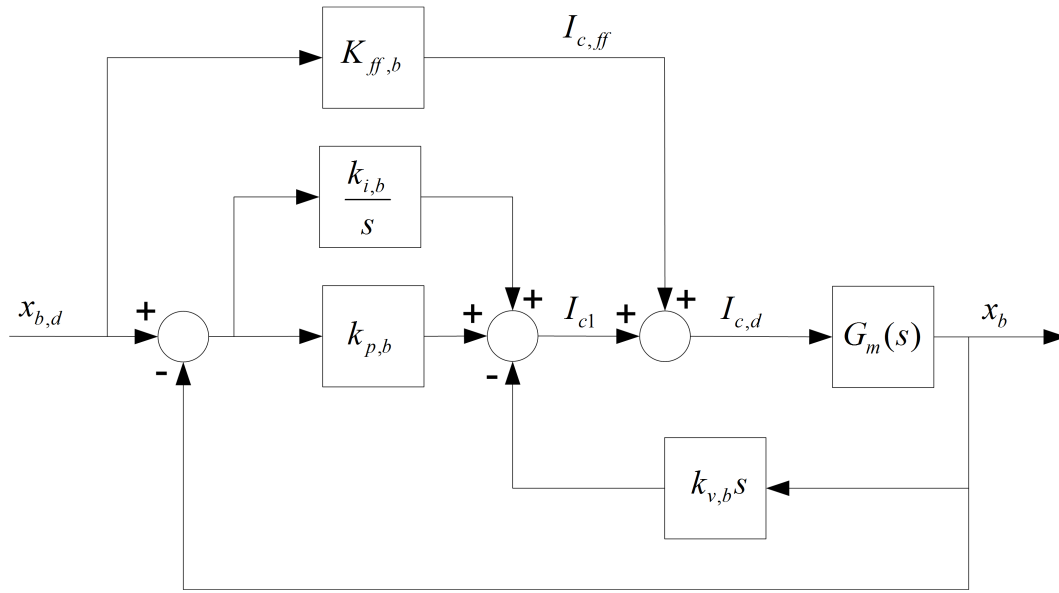 I_{c,ff}
K_{ff,b}
k_{i,b}
s
x_{b,d}
+
-
k_{p,b}
+
+
-
I_{c1}
+
+
I_{c,d}
G_m(s)
x_b
k_{v,b}s